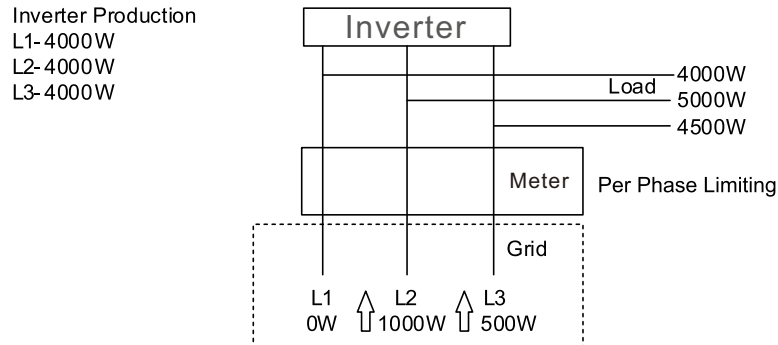 Inverter Production
L1-4000W
L2-4000W
L3-4000W
Inverter
4000W
Load
5000W
4500W
Meter
Per Phase Limiting
Grid
L1 L2 L3
0W 1000W 500W